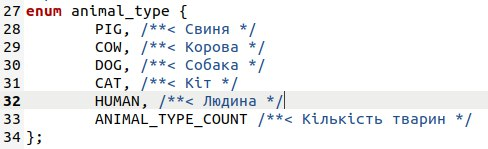 27 enum animal_type {
28 PIG, /**< Свиня */
29 COW, /**< Корова */
30 DOG, /**< Собака */
31 CAT, /**< Кіт */
32 HUMAN, /**< Людина */
33 ANIMAL_TYPE_COUNT /**< Кількість тварин */
34 };